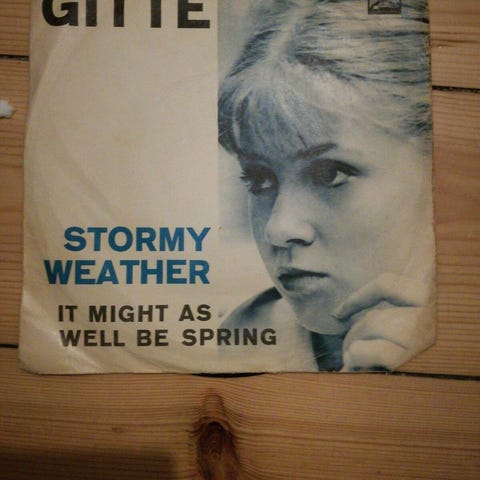 GITTE
STORMY
WEATHER
IT MIGHT AS
WELL BE SPRING